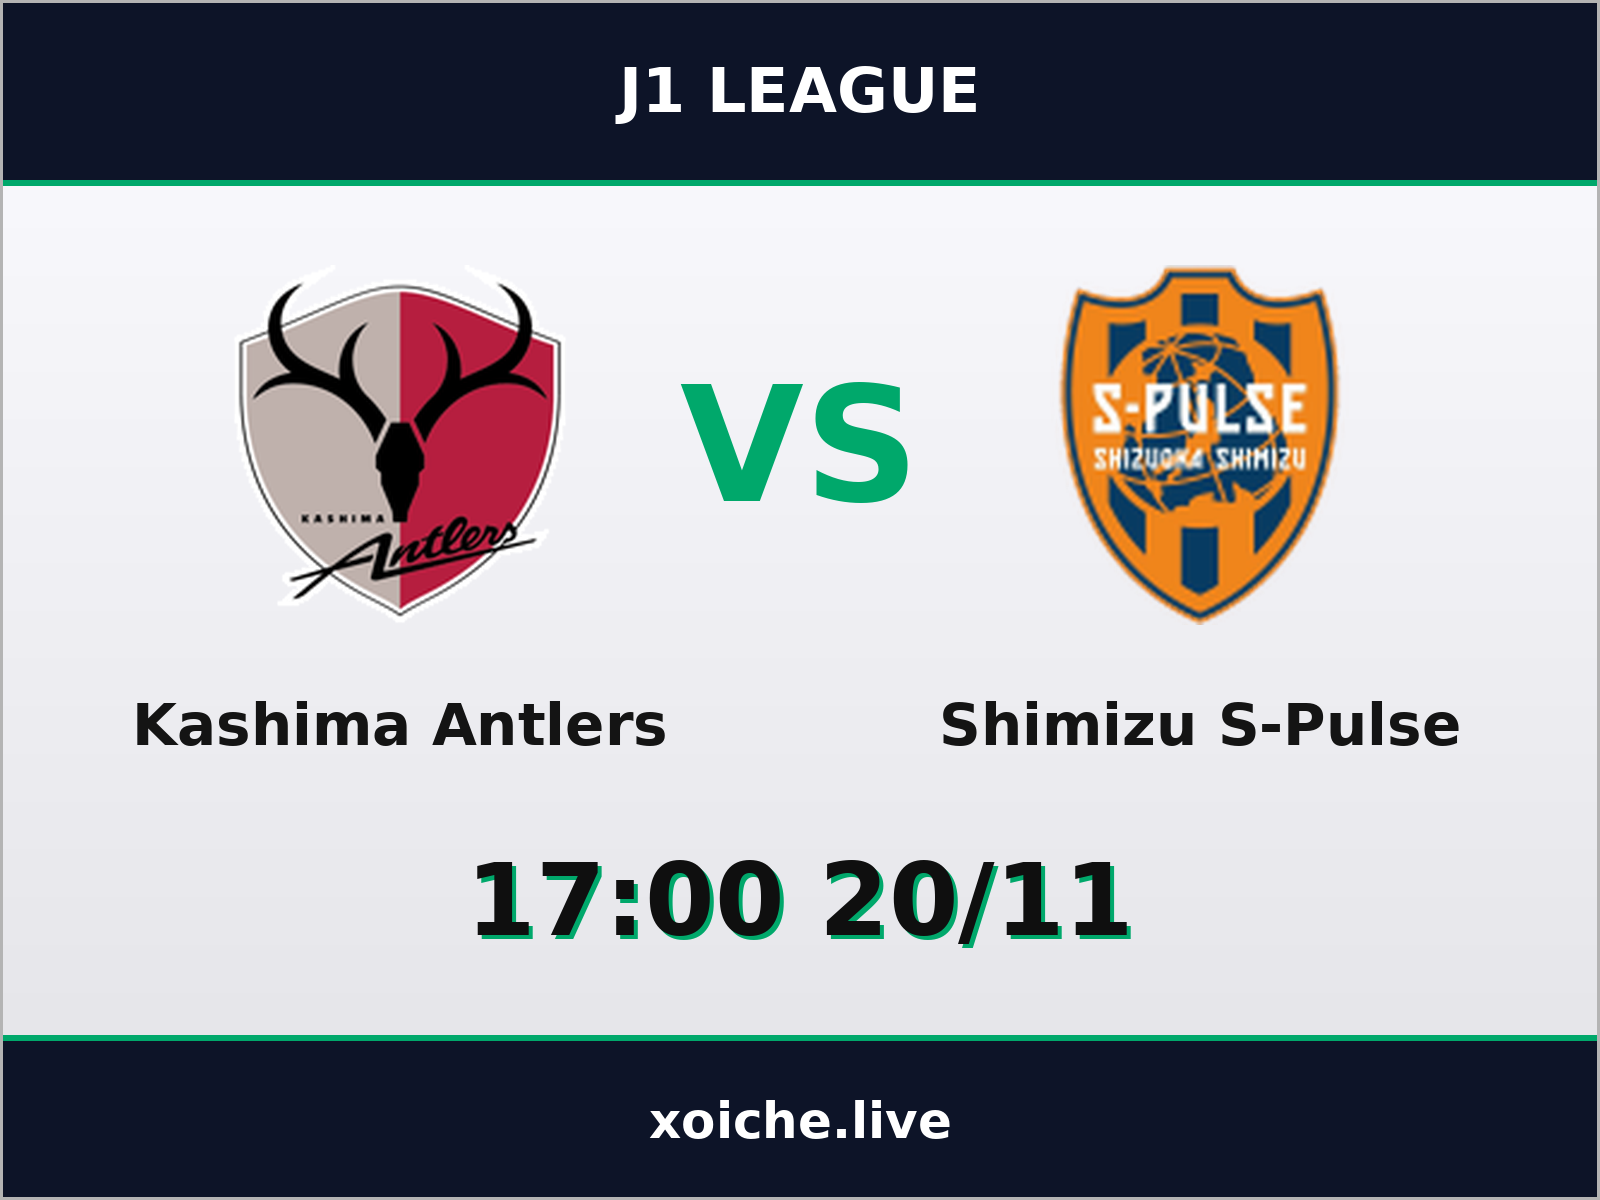 J1 LEAGUE
KASHIMA
Antlers
VS
S-PULSE
SHIZUOKA SHIMIZU
Kashima Antlers
Shimizu S-Pulse
17:00 20/11
xoiche.live